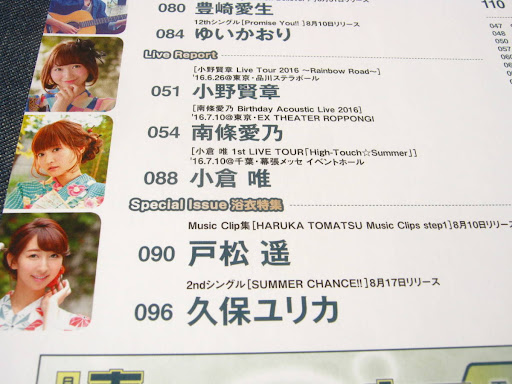 080 豊崎愛生
12thシングル[Promise You!! ]8月10日リリース
084 ゆいかおり
Live Report
[小野賢章 Live Tour 2016 ～Rainbow Road～]
'16.6.26@東京・品川ステラボール
051 小野賢章
[南條愛乃 Birthday Acoustic Live 2016]
'16.7.10@東京・EX THEATER ROPPONGI
054 南條愛乃
[小倉 唯 1st LIVE TOUR「High-Touch☆Summer」]
'16.7.10@千葉・幕張メッセ イベントホール
088 小倉 唯
Special Issue 浴衣特集
Music Clip集[HARUKA TOMATSU Music Clips step1]8月10日リリース
090 戸松 遥
2ndシングル[SUMMER CHANCE!! ]8月17日リリース
096 久保ユリカ
110
047
048